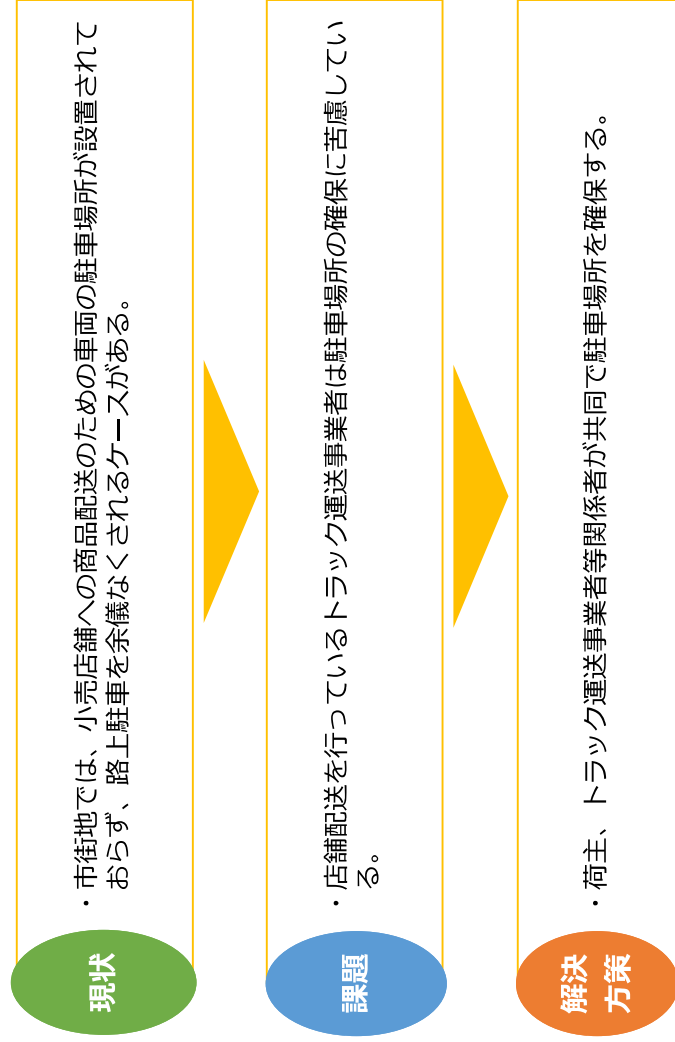 現状
・市街地では、小売店舗への商品配送のための車両の駐車場所が設置されて
おらず、路上駐車を余儀なくされるケースがある。
課題
・店舗配送を行っているトラック運送事業者は駐車場所の確保に苦慮してい
る。
解決
方策
・荷主、トラック運送事業者等関係者が共同で駐車場所を確保する。